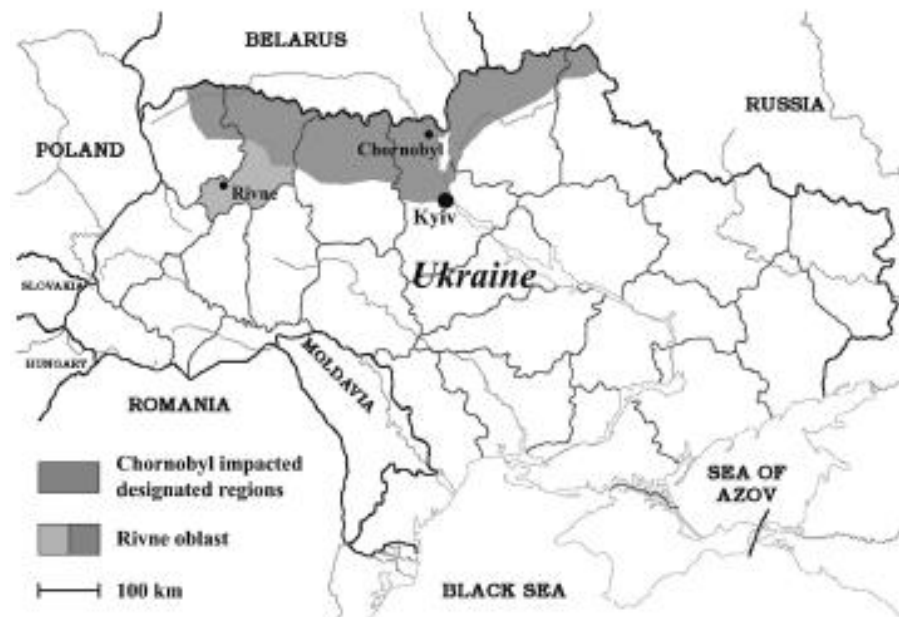 BELARUS
RUSSIA
POLAND
Chornobyl
Rivne
Kyiv
Ukraine
SLOVAKIA
HUNGARY
MOLDAVIA
ROMANIA
Chornobyl impacted
designated regions
SEA OF
AZOV
Rivne oblast
100 km
BLACK SEA